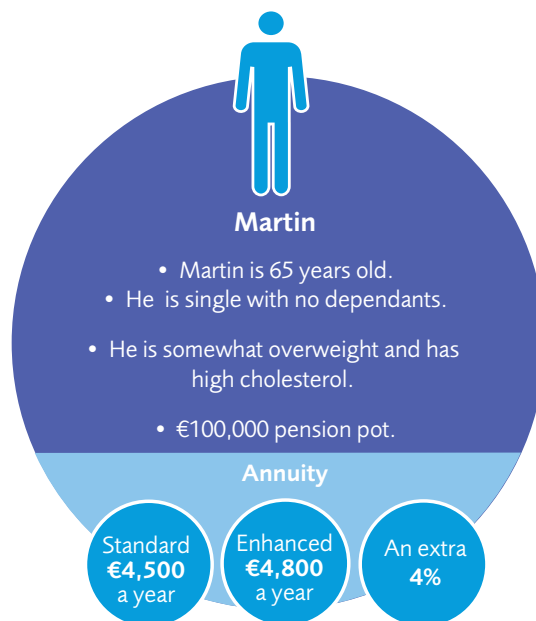 Martin
• Martin is 65 years old.
• He is single with no dependants.
• He is somewhat overweight and has
high cholesterol.
• €100,000 pension pot.
Annuity
Standard
€4,500
a year
Enhanced
€4,800
a year
An extra
4%